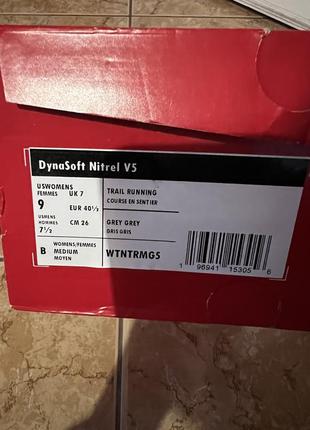 DynaSoft Nitrel V5
USWOMENS
FEMMES
9
UK 7
EUR 40½
USMENS
HOMMES
7½
CM 26
B
WOMENS/FEMMES
MEDIUM
MOYEN
TRAIL RUNNING
COURSE EN SENTIER
GREY GREY
GRIS GRIS
WTNTRMG5
1 96941 15305 6